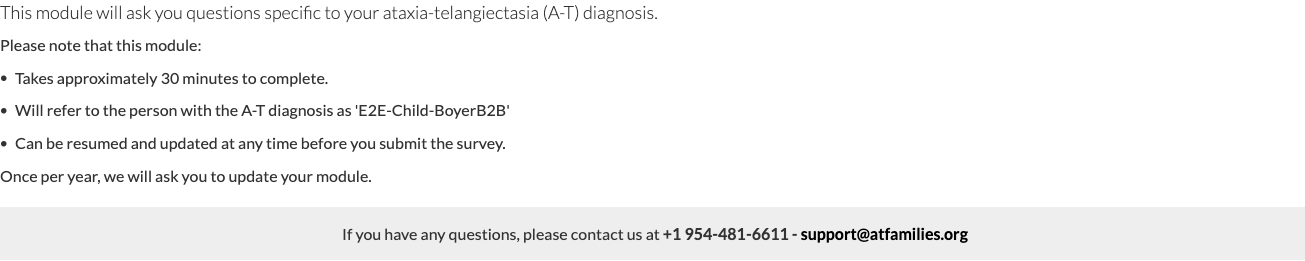 This module will ask you questions specific to your ataxia-telangiectasia (A-T) diagnosis.
Please note that this module:
• Takes approximately 30 minutes to complete.
• Will refer to the person with the A-T diagnosis as 'E2E-Child-BoyerB2B'
• Can be resumed and updated at any time before you submit the survey.
Once per year, we will ask you to update your module.
If you have any questions, please contact us at +1 954-481-6611 - support@atfamilies.org